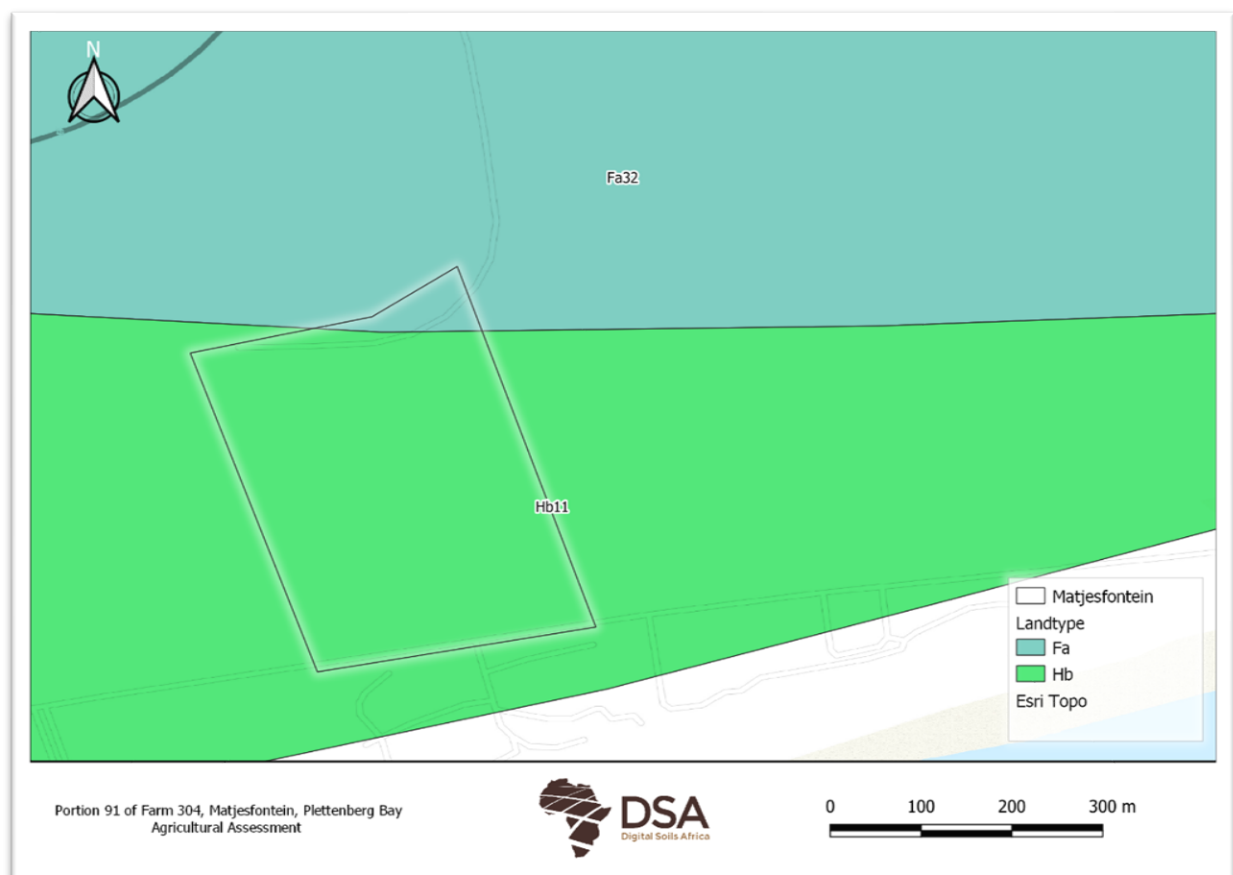 N
Fa32
Hb11
Matjesfontein
Landtype
Fa
Hb
Esri Topo
Portion 91 of Farm 304, Matjesfontein, Plettenberg Bay
Agricultural Assessment
DSA
Digital Soils Africa
0 100 200 300 m